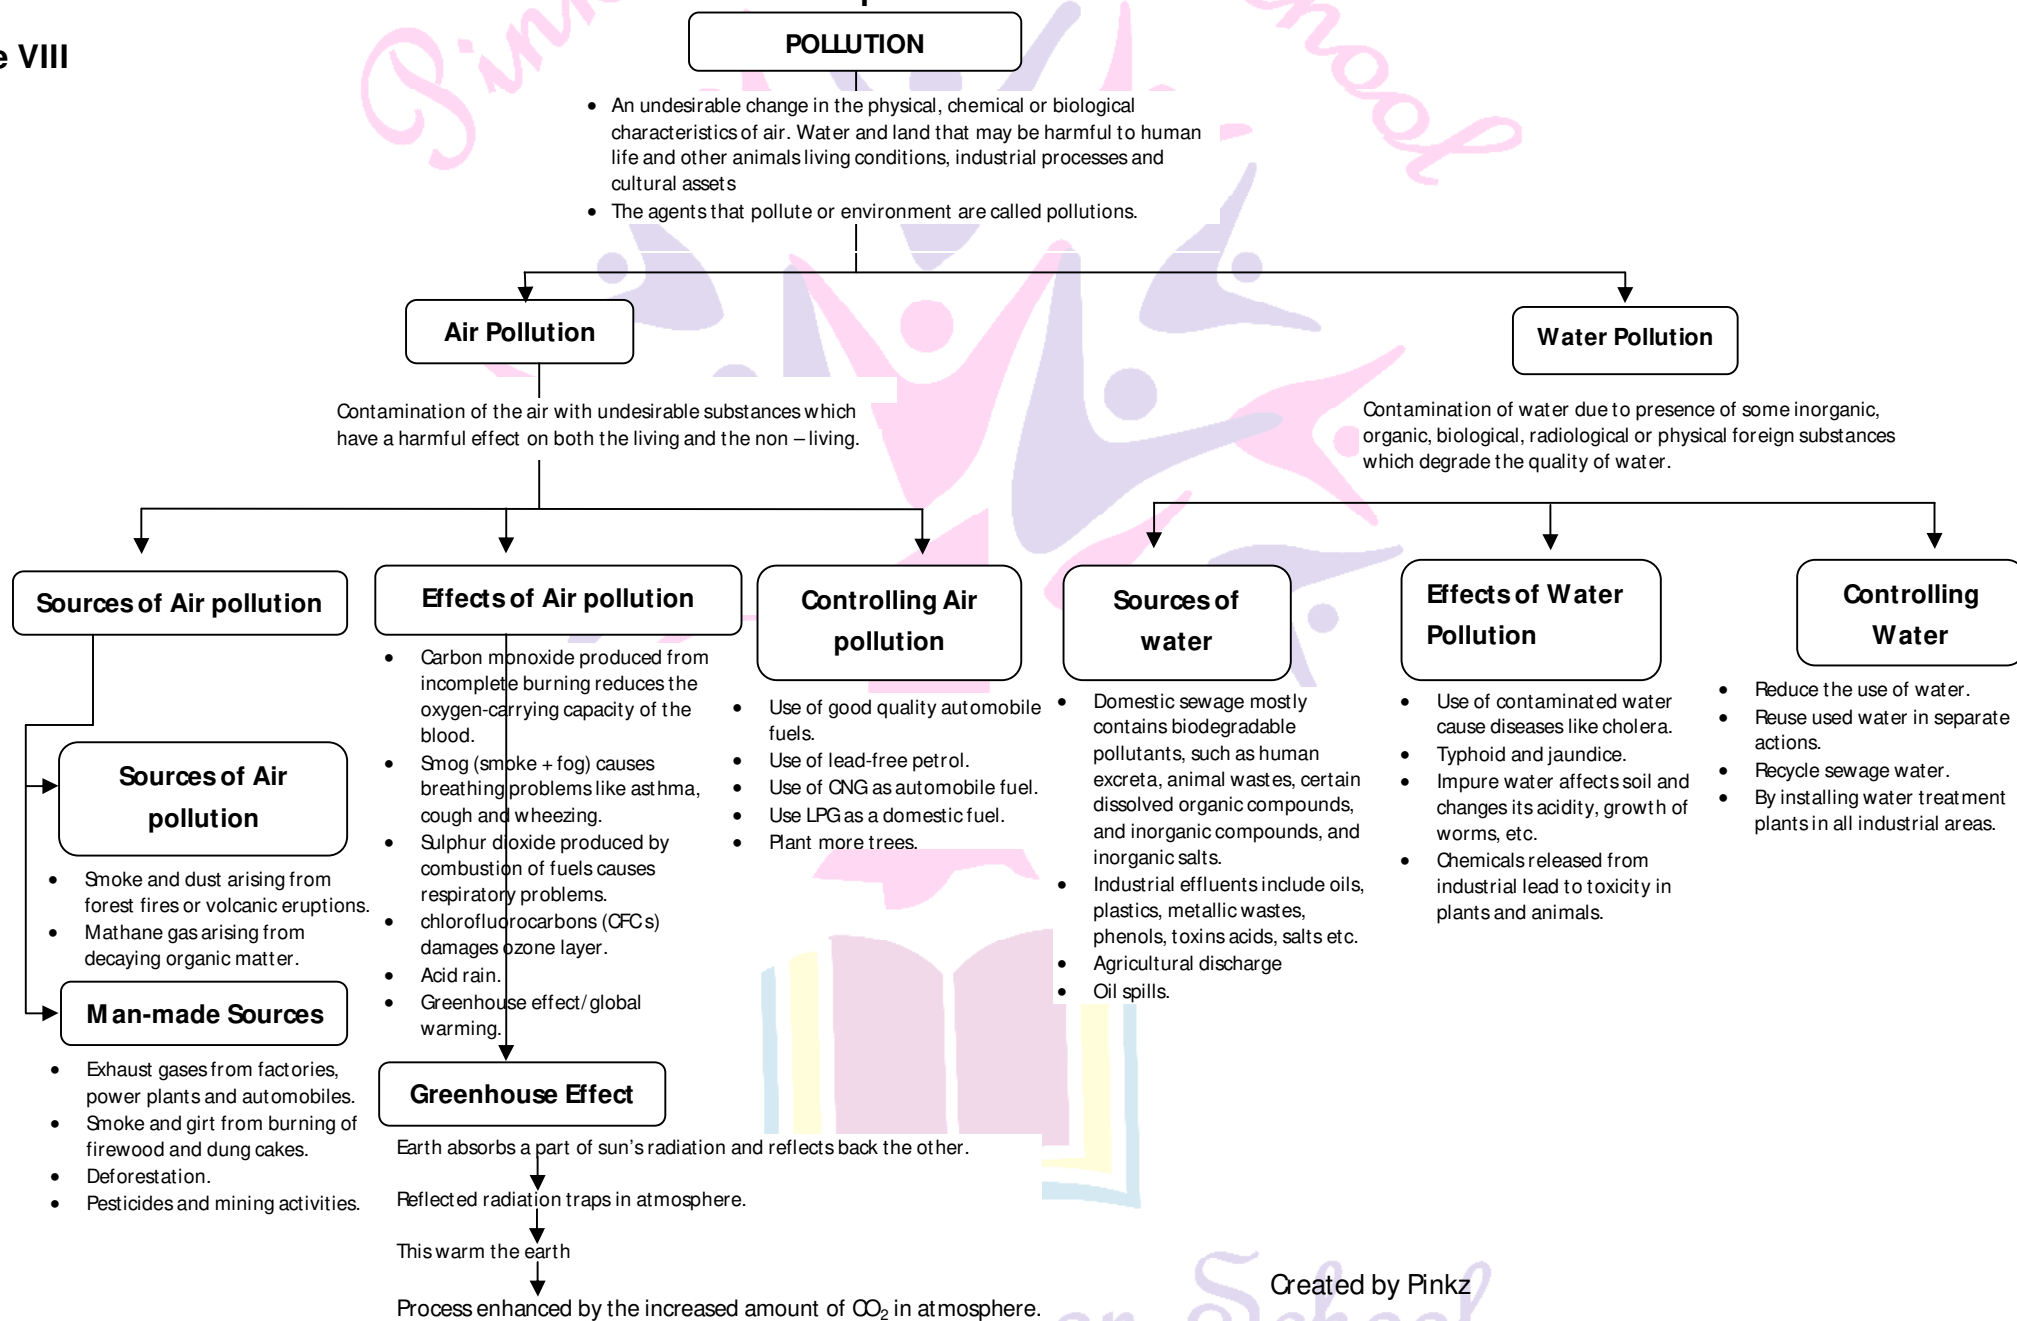 e VIII
POLLUTION
• An undesirable change in the physical, chemical or biological
characteristics of air. Water and land that may be harmful to human
life and other animals living conditions, industrial processes and
cultural assets
• The agents that pollute or environment are called pollutions.
Air Pollution
Contamination of the air with undesirable substances which
have a harmful effect on both the living and the non – living.
Water Pollution
Contamination of water due to presence of some inorganic,
organic, biological, radiological or physical foreign substances
which degrade the quality of water.
Sources of Air pollution
Sources of Air
pollution
• Smoke and dust arising from
forest fires or volcanic eruptions.
• Mathane gas arising from
decaying organic matter.
Man-made Sources
• Exhaust gases from factories,
power plants and automobiles.
• Smoke and girt from burning of
firewood and dung cakes.
• Deforestation.
• Pesticides and mining activities.
Effects of Air pollution
• Carbon monoxide produced from
incomplete burning reduces the
oxygen-carrying capacity of the
blood.
• Smog (smoke + fog) causes
breathing problems like asthma,
cough and wheezing.
• Sulphur dioxide produced by
combustion of fuels causes
respiratory problems.
• chlorofluorocarbons (CFCs)
damages ozone layer.
• Acid rain.
• Greenhouse effect/global
warming.
Greenhouse Effect
Earth absorbs a part of sun's radiation and reflects back the other.
Reflected radiation traps in atmosphere.
This warm the earth
Process enhanced by the increased amount of CO₂ in atmosphere.
Controlling Air
pollution
• Use of good quality automobile
fuels.
• Use of lead-free petrol.
• Use of CNG as automobile fuel.
• Use LPG as a domestic fuel.
• Plant more trees.
Sources of
water
• Domestic sewage mostly
contains biodegradable
pollutants, such as human
excreta, animal wastes, certain
dissolved organic compounds,
and inorganic compounds, and
inorganic salts.
• Industrial effluents include oils,
plastics, metallic wastes,
phenols, toxins acids, salts etc.
• Agricultural discharge
• Oil spills.
Effects of Water
Pollution
• Use of contaminated water
cause diseases like cholera.
• Typhoid and jaundice.
• Impure water affects soil and
changes its acidity, growth of
worms, etc.
• Chemicals released from
industrial lead to toxicity in
plants and animals.
Controlling
Water
• Reduce the use of water.
• Reuse used water in separate
actions.
• Recycle sewage water.
• By installing water treatment
plants in all industrial areas.
Created by Pinkz
School